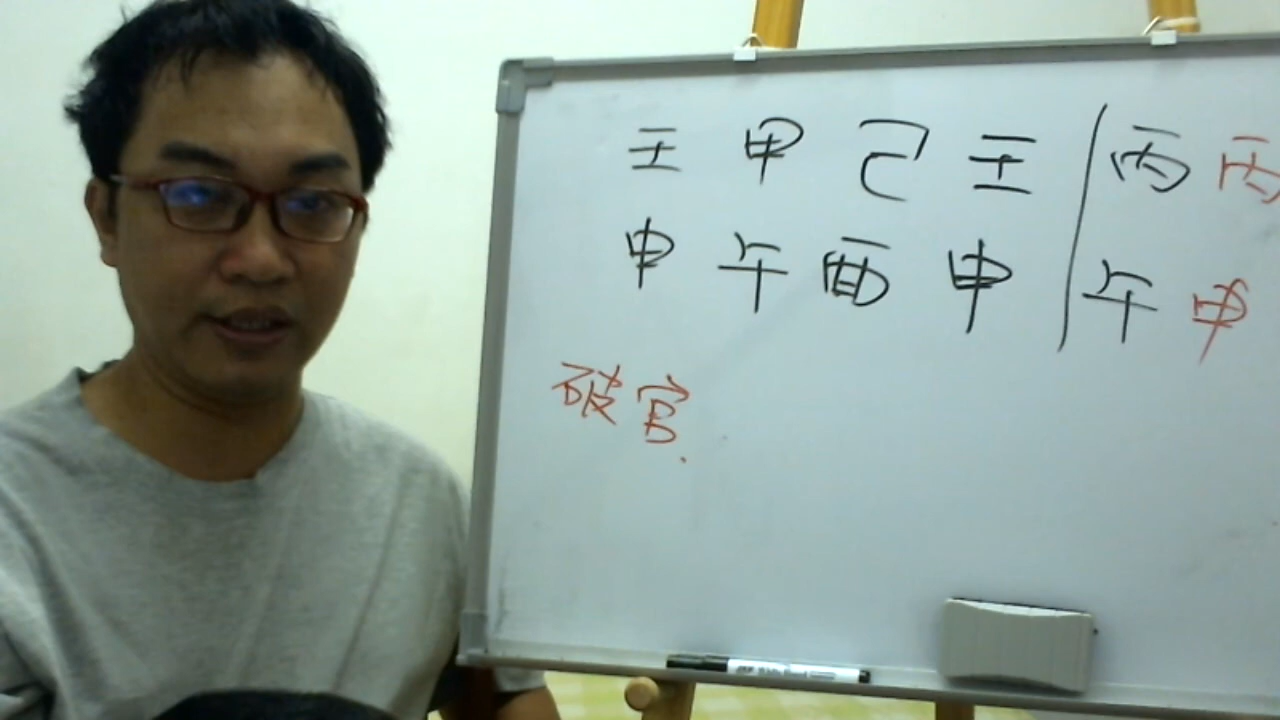 壬 甲 己 壬 丙 丙
申 午 酉 申 午 申
破官